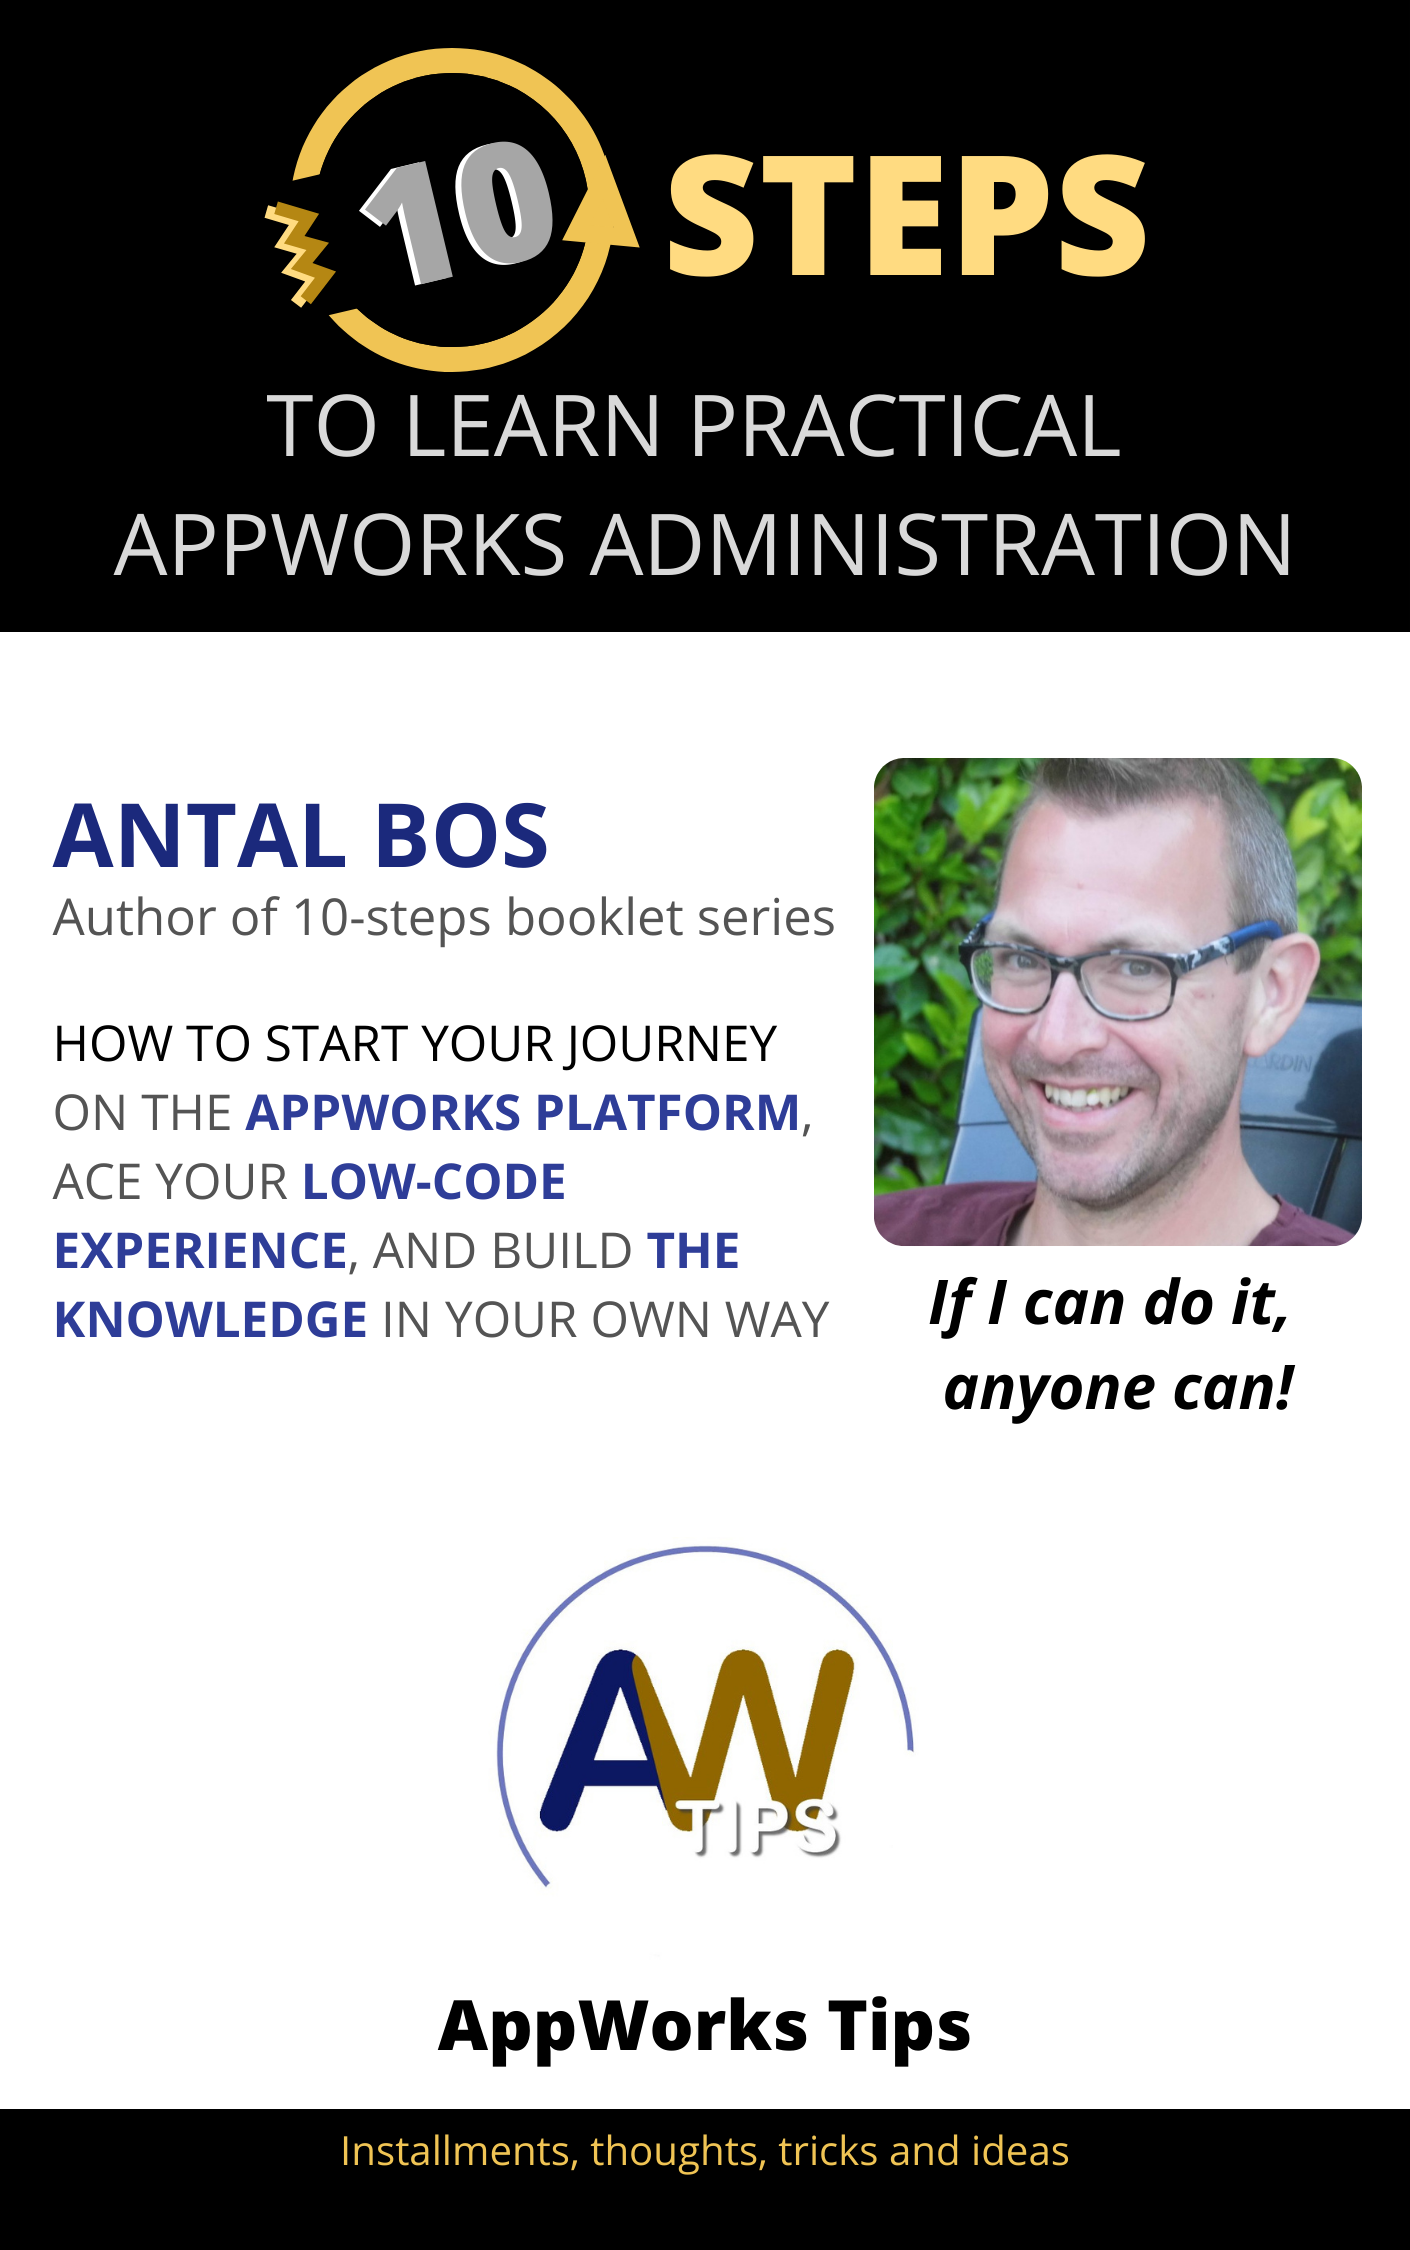 10 STEPS
TO LEARN PRACTICAL
APPWORKS ADMINISTRATION
ANTAL BOS
Author of 10-steps booklet series
HOW TO START YOUR JOURNEY
ON THE APPWORKS PLATFORM,
ACE YOUR LOW-CODE
EXPERIENCE, AND BUILD THE
KNOWLEDGE IN YOUR OWN WAY
If I can do it,
anyone can!
AW
TIPS
AppWorks Tips
Installments, thoughts, tricks and ideas